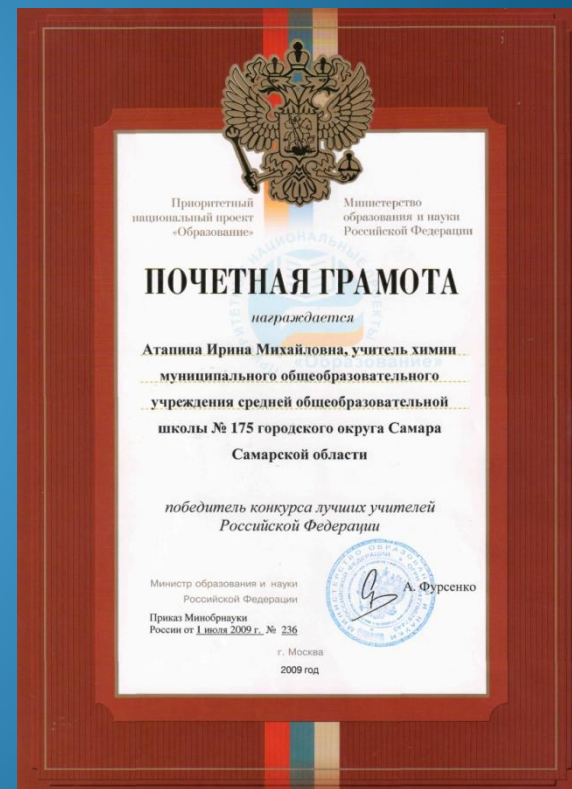 Приоритетный
национальный проект
«Образование»
Министерство
образования и науки
Российской Федерации
ПОЧЕТНАЯ ГРАМОТА
награждается
Атапина Ирина Михайловна, учитель химии
муниципального общеобразовательного
учреждения средней общеобразовательной
школы № 175 городского округа Самара
Самарской области
победитель конкурса лучших учителей
Российской Федерации
Министр образования и науки
Российской Федерации
А. Фурсенко
Приказ Минобрнауки
России от 1 июля 2009 г. № 236
г. Москва
2009 год